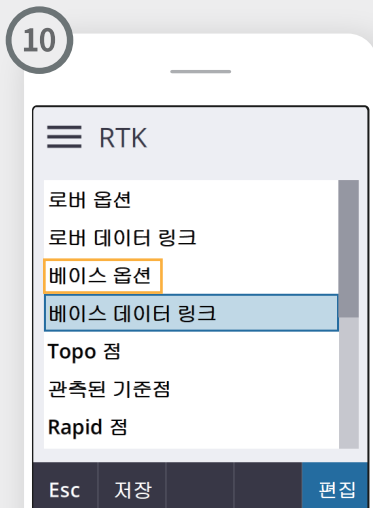 10
RTK
로버 옵션
로버 데이터 링크
베이스 옵션
베이스 데이터 링크
Topo 점
관측된 기준점
Rapid 점
Esc 저장 편집